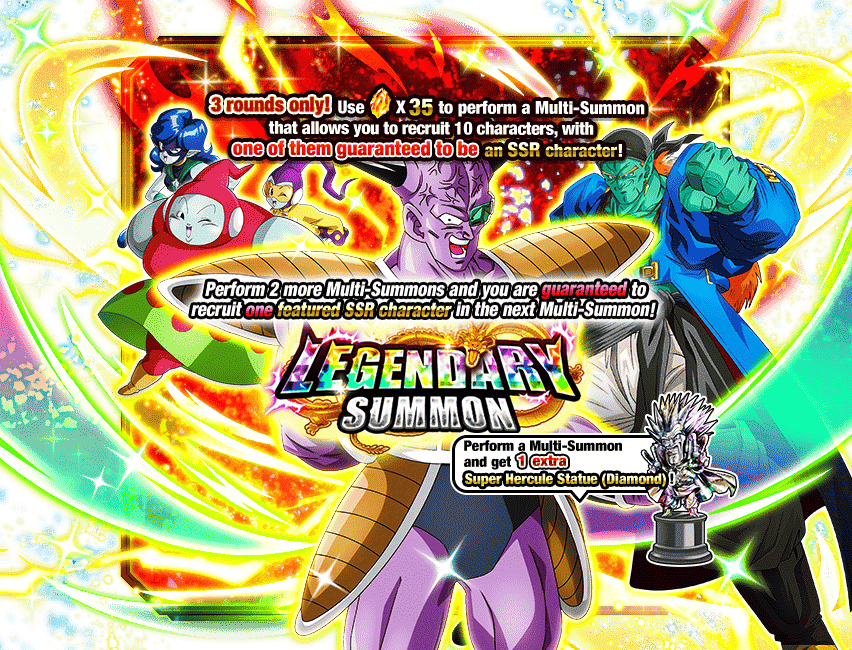 3 rounds only! Use X 35 to perform a Multi-Summon
that allows you to recruit 10 characters, with
one of them guaranteed to be an SSR character!
Perform 2 more Multi-Summons and you are guaranteed to
recruit one featured SSR character in the next Multi-Summon!
LEGENDARY
SUMMON
Perform a Multi-Summon
and get 1 extra
Super Hercule Statue (Diamond)